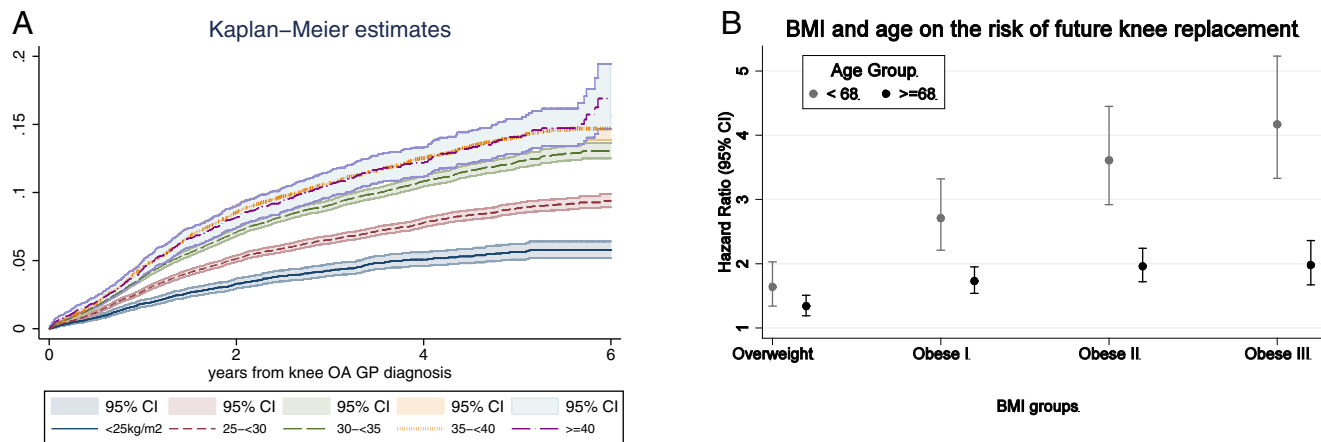 A
Kaplan–Meier estimates
.2
.15
.1
.05
0
0 2 4 6
years from knee OA GP diagnosis
95% CI 95% CI 95% CI 95% CI 95% CI
<25kg/m2 25–<30 30–<35 35–<40 >=40
B
BMI and age on the risk of future knee replacement
Age Group
< 68 >=68
Hazard Ratio (95% CI)
5
4
3
2
1
Overweight Obese I Obese II Obese III
BMI groups